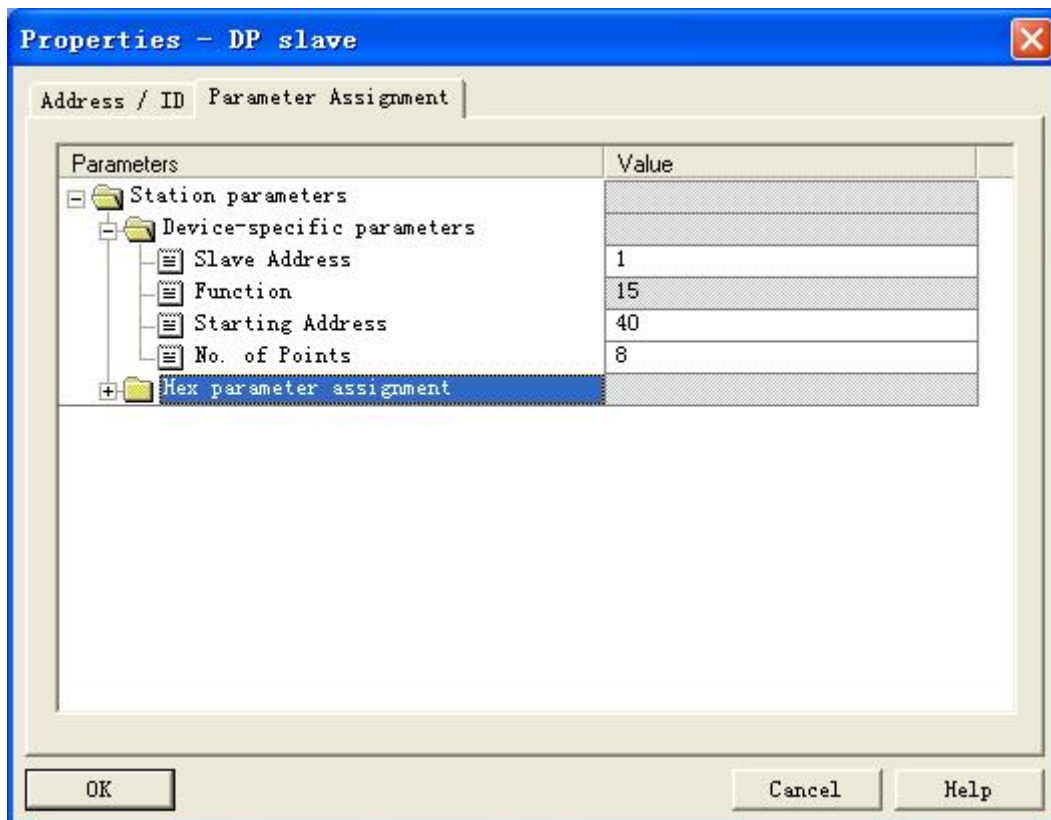 Properties - DP slave
Address / ID Parameter Assignment
Parameters Value
Station parameters
Device-specific parameters
Slave Address 1
Function 15
Starting Address 40
No. of Points 8
Hex parameter assignment
OK Cancel Help